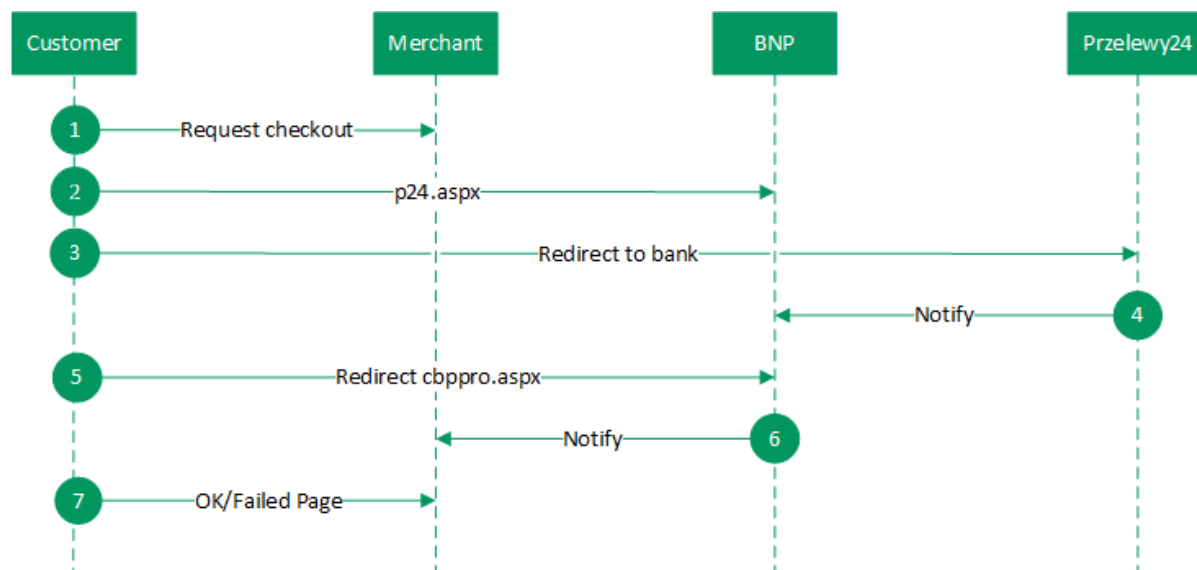 Customer
Merchant
BNP
Przelewy24
1
Request checkout
2
p24.aspx
3
Redirect to bank
Notify
4
5
Redirect cbppro.aspx
Notify
6
7
OK/Failed Page